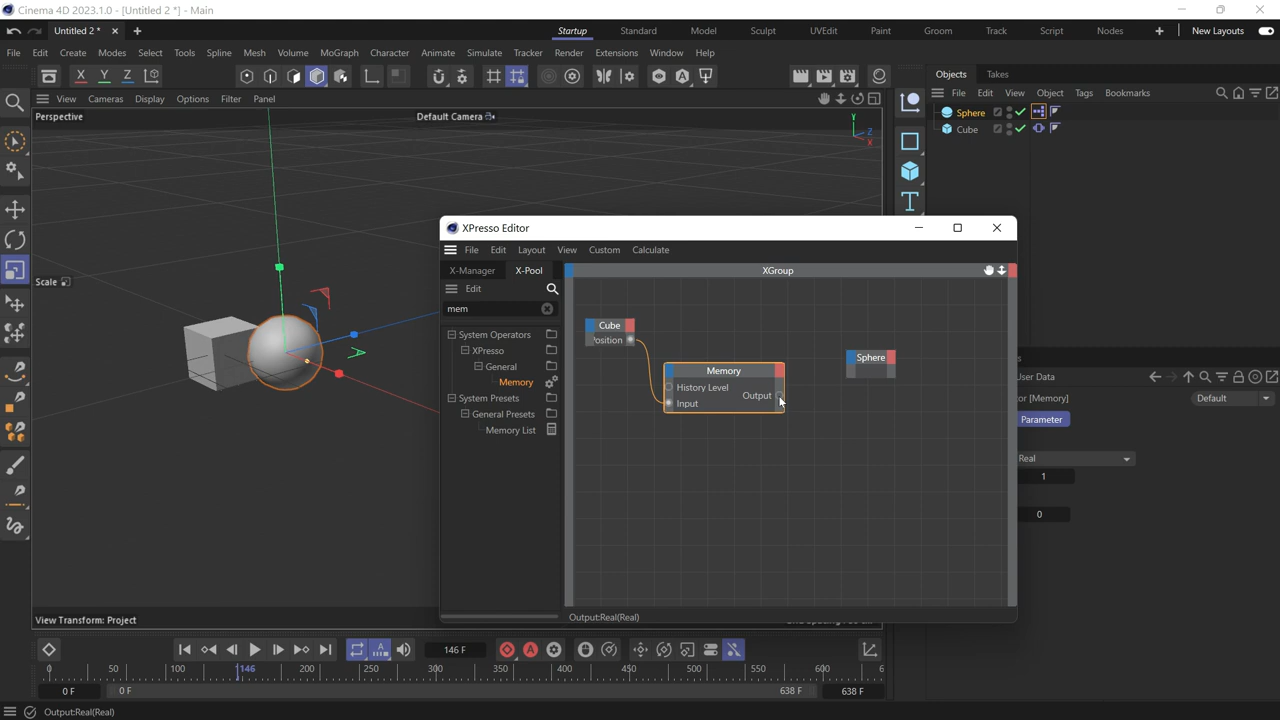 Cinema 4D 2023.1.0 - [Untitled 2 *] - Main
Untitled 2 *
Startup Standard Model Sculpt UVEdit Paint Groom Track Script Nodes New Layouts
File Edit Create Modes Select Tools Spline Mesh Volume MoGraph Character Animate Simulate Tracker Render Extensions Window Help
X Y Z
Objects Takes
View Cameras Display Options Filter Panel
File Edit View Object Tags Bookmarks
Perspective
Default Camera
Y
Z
X
Sphere
Cube
T
Scale
XPresso Editor
File Edit Layout View Custom Calculate
X-Manager X-Pool
XGroup
Edit
mem
System Operators
XPresso
General
Memory
System Presets
General Presets
Memory List
Cube
Position
Memory
History Level
Output
Input
Sphere
Output:Real(Real)
User Data
or [Memory]
Default
Parameter
Real
1
0
View Transform: Project
146 F
0 50 100 146 200 250 300 350 400 450 500 550 600 6
0 F
0 F
638 F
638 F
Output:Real(Real)